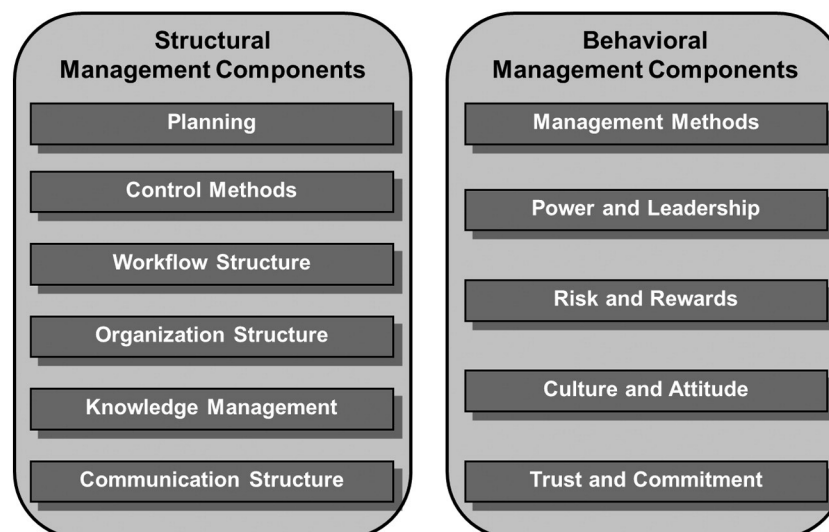 Structural
Management Components
Planning
Control Methods
Workflow Structure
Organization Structure
Knowledge Management
Communication Structure
Behavioral
Management Components
Management Methods
Power and Leadership
Risk and Rewards
Culture and Attitude
Trust and Commitment